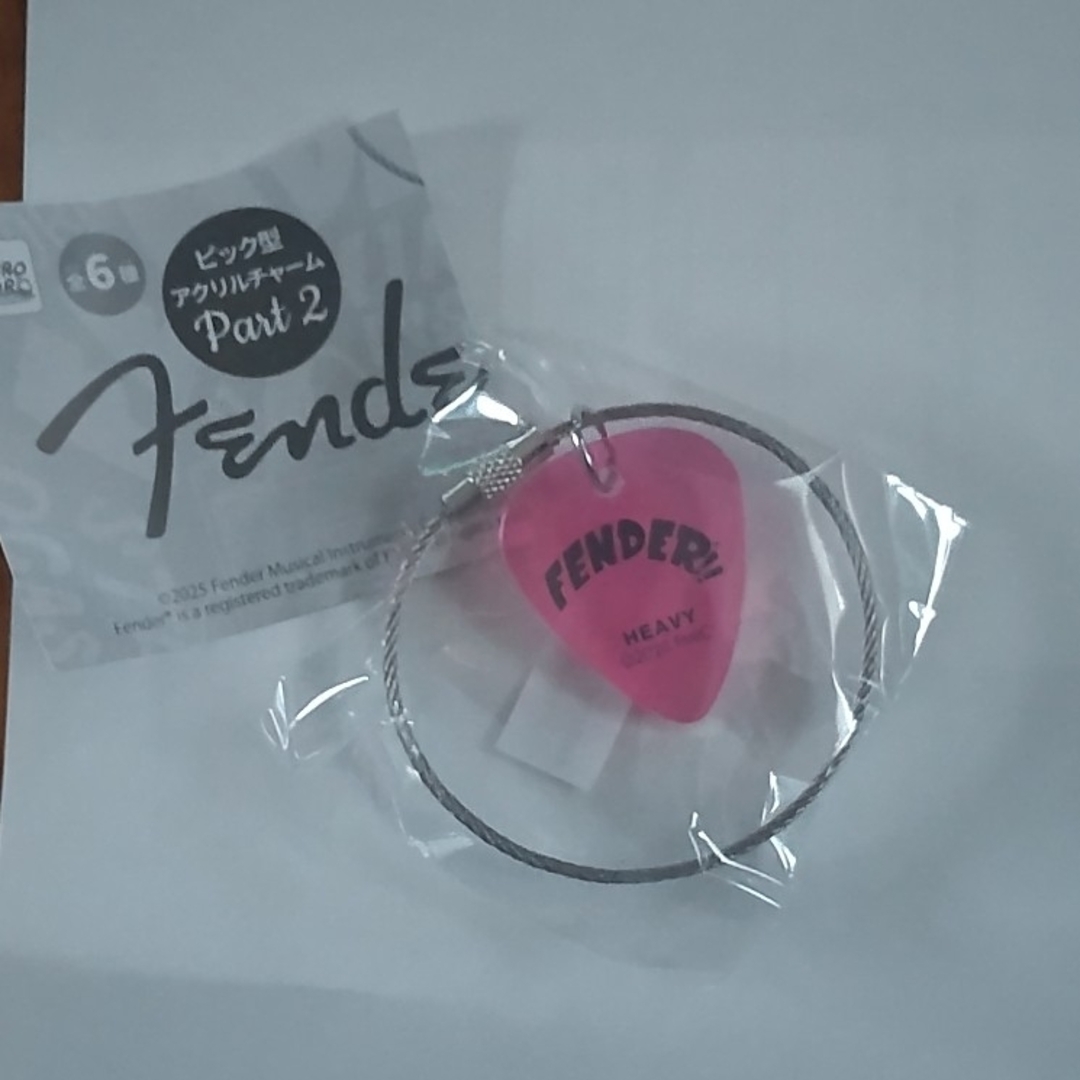 全6種
ピック型
アクリルチャーム
Part 2
Fende
©2025 Fender Musical Instrum
Fender® is a registered trademark of F
FENDER!!
HEAVY